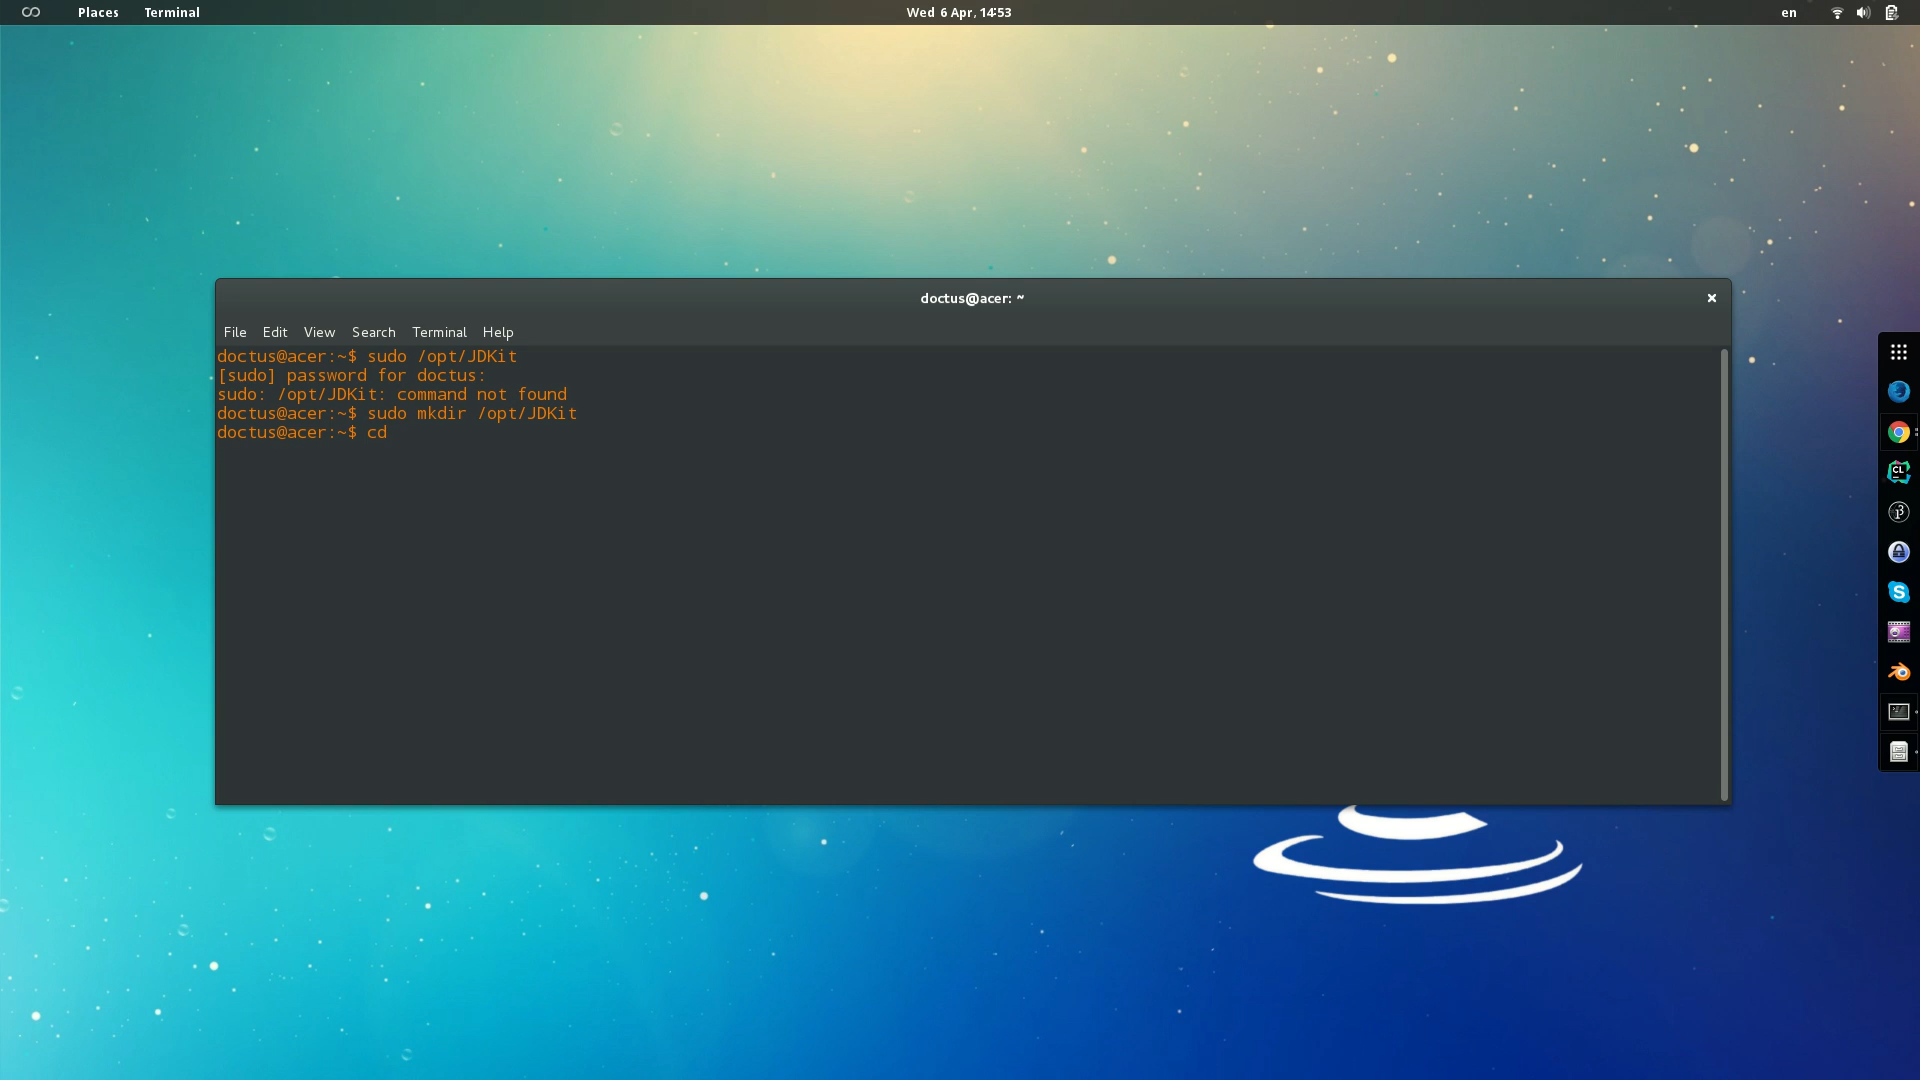 Places Terminal Wed 6 Apr, 14:53 en
doctus@acer: ~
File Edit View Search Terminal Help
doctus@acer:~$ sudo /opt/JDKit
[sudo] password for doctus:
sudo: /opt/JDKit: command not found
doctus@acer:~$ sudo mkdir /opt/JDKit
doctus@acer:~$ cd
CL
S